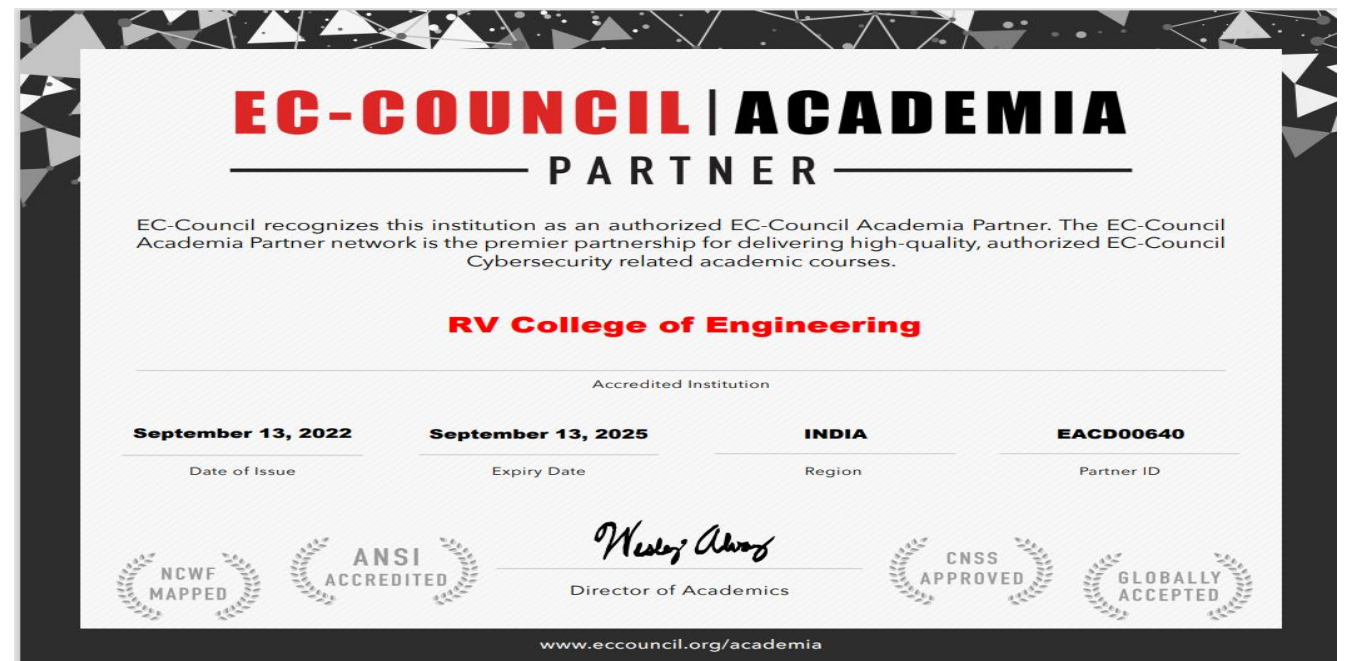 EC-COUNCIL | ACADEMIA
PARTNER
EC-Council recognizes this institution as an authorized EC-Council Academia Partner. The EC-Council
Academia Partner network is the premier partnership for delivering high-quality, authorized EC-Council
Cybersecurity related academic courses.
RV College of Engineering
Accredited Institution
September 13, 2022 September 13, 2025 INDIA EACD00640
Date of Issue Expiry Date Region Partner ID
NCWF
MAPPED
ANSI
ACCREDITED
Wesley Alvaz
Director of Academics
CNSS
APPROVED
GLOBALLY
ACCEPTED
www.eccouncil.org/academia